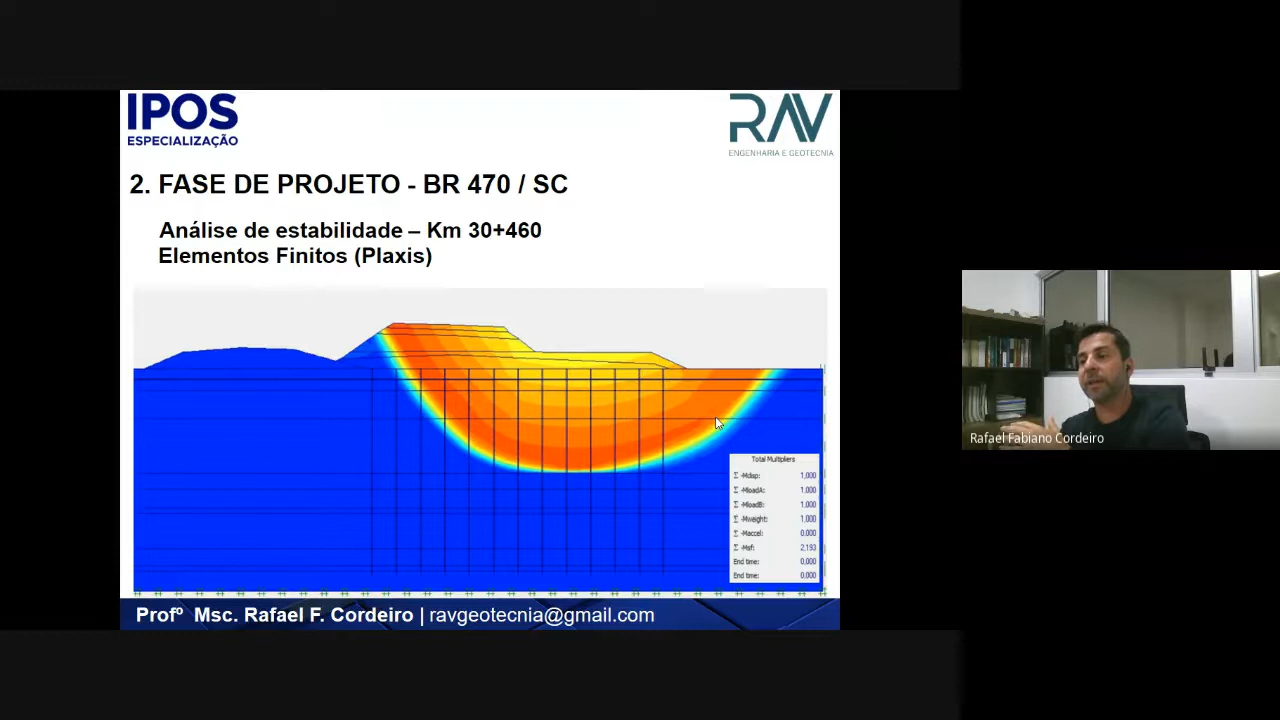 IPOS
ESPECIALIZAÇÃO
RAV
ENGENHARIA E GEOTECNIA
2. FASE DE PROJETO - BR 470 / SC
Análise de estabilidade – Km 30+460
Elementos Finitos (Plaxis)
Total Multipliers
Σ -Mdisp: 1,000
Σ -MloadA: 1,000
Σ -MloadB: 1,000
Σ -Mweight: 1,000
Σ -Maccel: 0,000
Σ -Msf: 2,193
End time: 0,000
End time: 0,000
Profº Msc. Rafael F. Cordeiro | ravgeotecnia@gmail.com
Rafael Fabiano Cordeiro